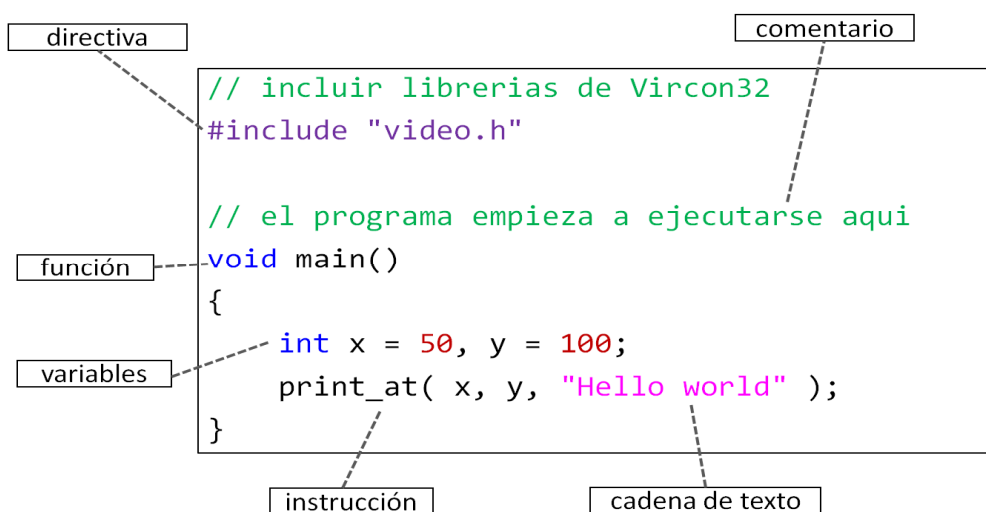 directiva
comentario
// incluir librerias de Vircon32
#include "video.h"
// el programa empieza a ejecutarse aqui
función
void main()
{
int x = 50, y = 100;
variables
print_at( x, y, "Hello world" );
}
instrucción
cadena de texto